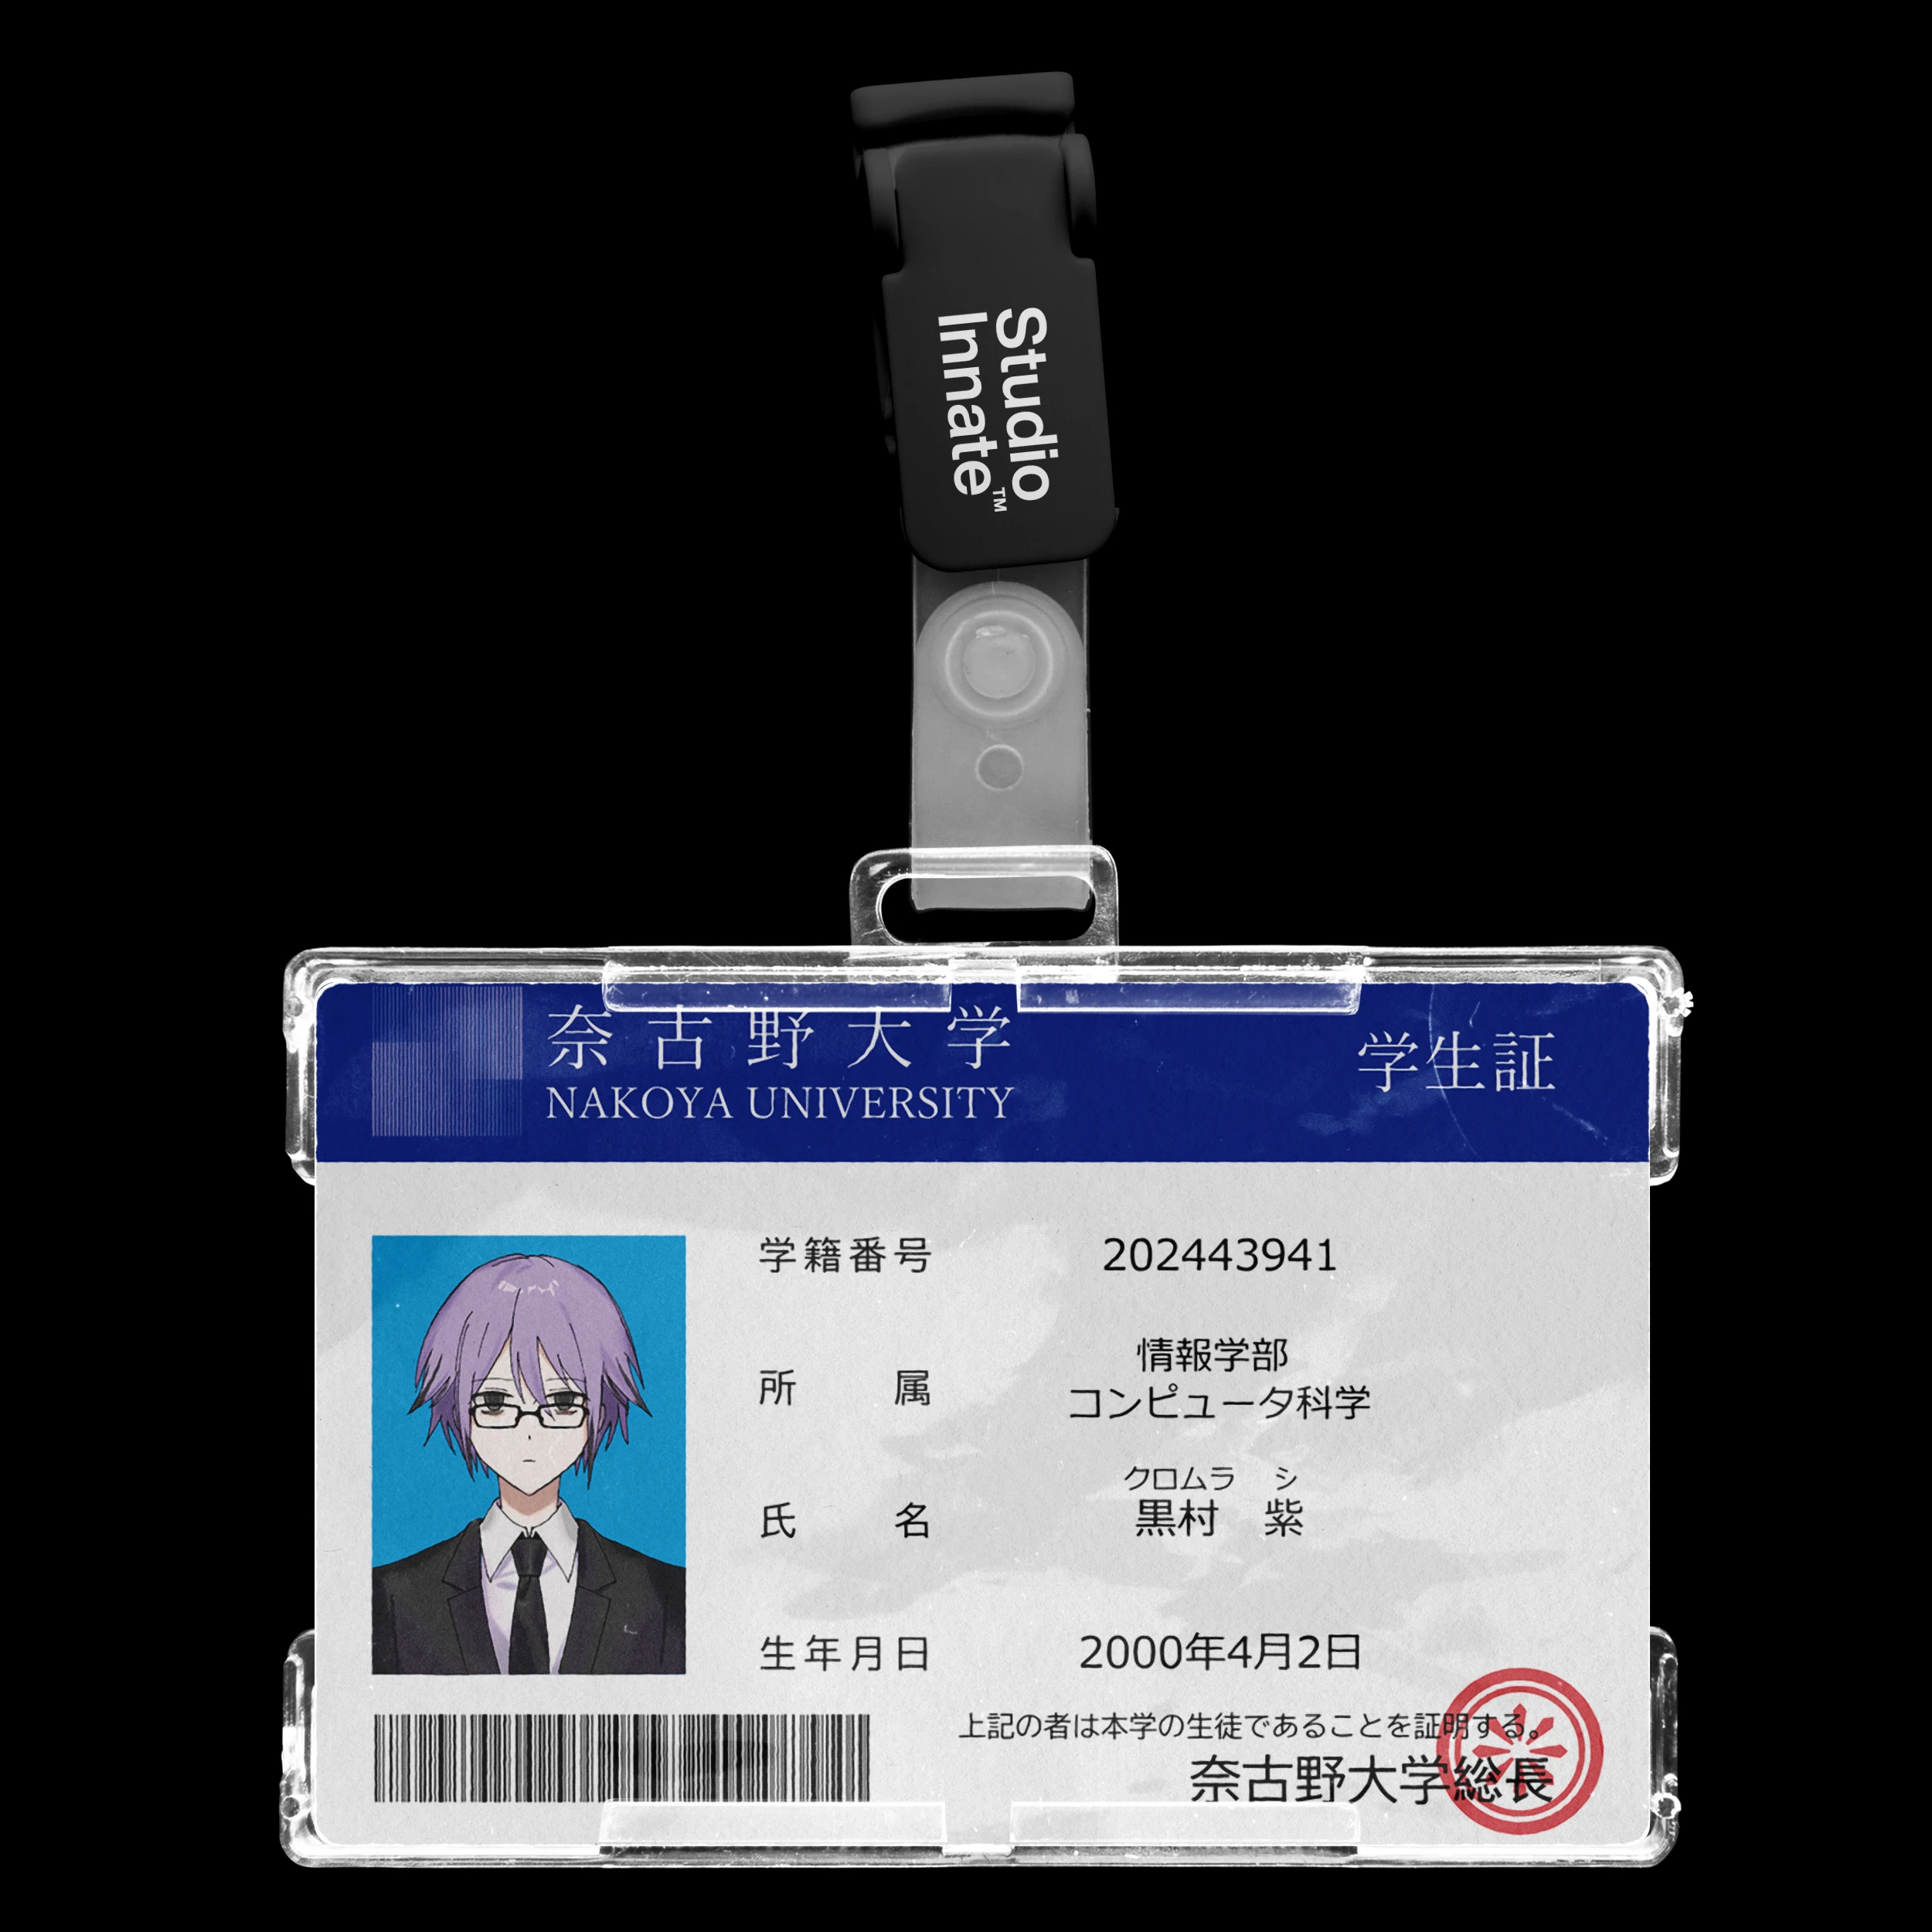 Studio
Innate™
奈古野大学
NAKOYA UNIVERSITY
学生証
学籍番号 202443941
所属 情報学部
コンピュータ科学
クロムラ シ
氏名 黒村 紫
生年月日 2000年4月2日
上記の者は本学の生徒であることを証明する。
奈古野大学総長